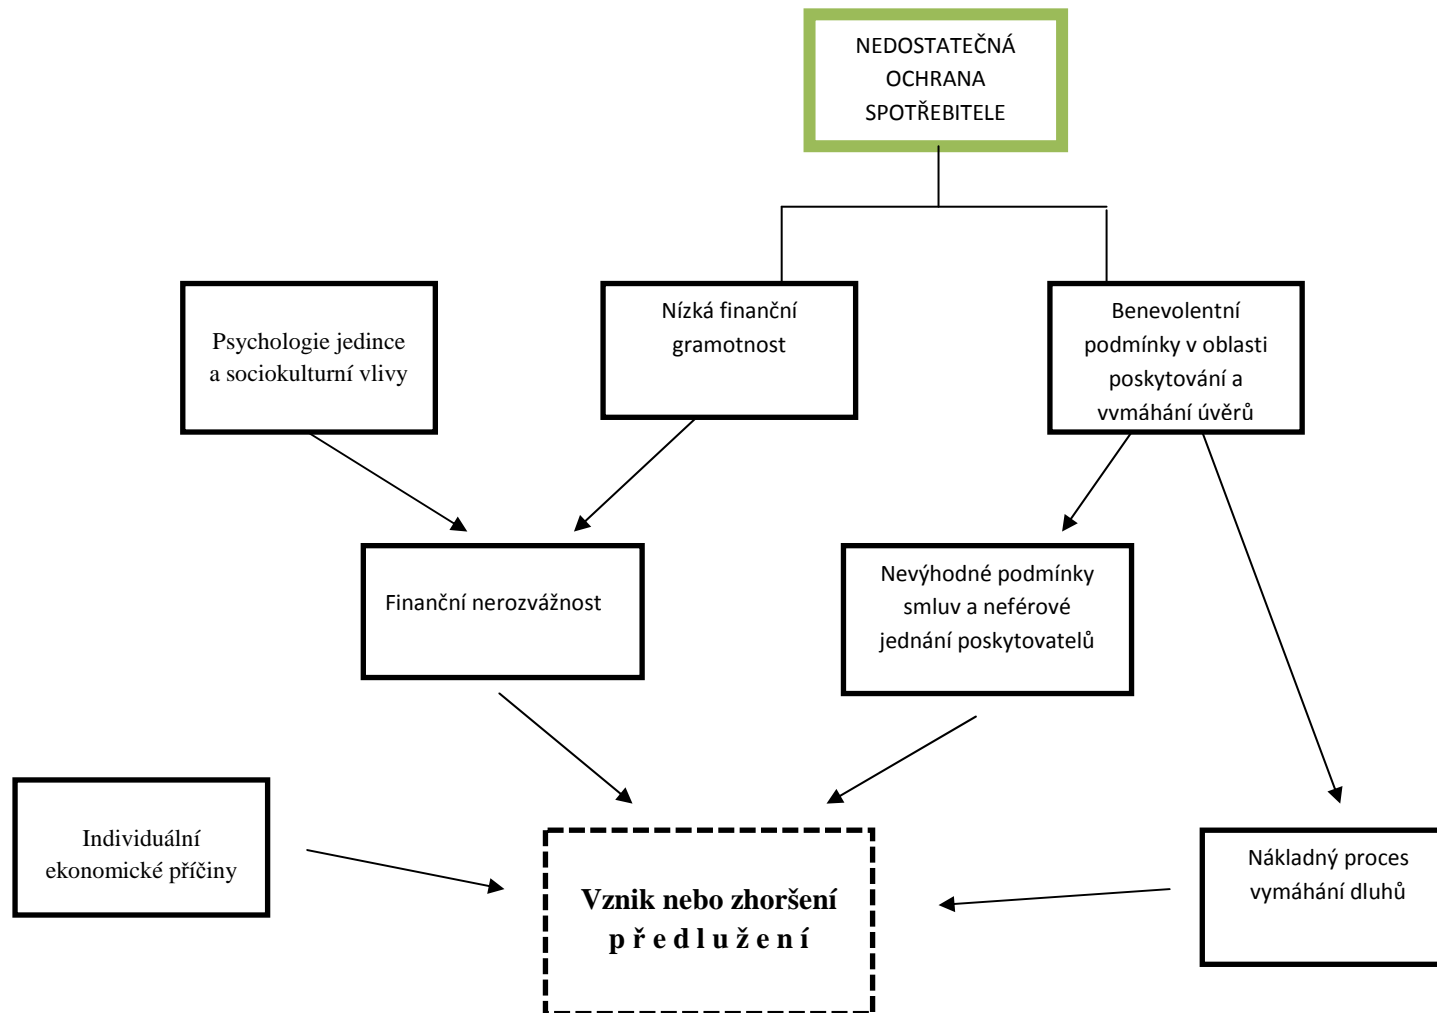 NEDOSTATEČNÁ
OCHRANA
SPOTŘEBITELE
Psychologie jedince
a sociokulturní vlivy
Nízká finanční
gramotnost
Benevolentní
podmínky v oblasti
poskytování a
vymáhání úvěrů
Finanční nerozvážnost
Nevýhodné podmínky
smluv a neférové
jednání poskytovatelů
Individuální
ekonomické příčiny
Vznik nebo zhoršení
p ř e d l u ž e n í
Nákladný proces
vymáhání dluhů